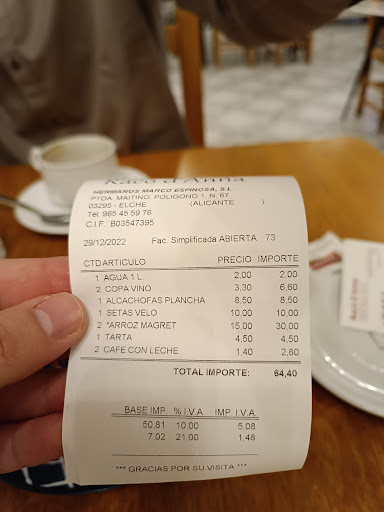 Racó d'Anna
HERMANOS MARCO ESPINOSA, S.L.
PTDA. MAITINO, POLIGONO 1, N. 67
03295 - ELCHE (ALICANTE )
Tel. 965 45 59 76
C.I.F.: B03547395
29/12/2022 Fac. Simplificada ABIERTA 73
CTD ARTICULO PRECIO IMPORTE
1 AGUA 1 L. 2,00 2,00
2 COPA VINO 3,30 6,60
1 ALCACHOFAS PLANCHA 8,50 8,50
1 SETAS VELO 10,00 10,00
2 *ARROZ MAGRET 15,00 30,00
1 TARTA 4,50 4,50
2 CAFE CON LECHE 1,40 2,80
TOTAL IMPORTE: 64,40
BASE IMP. % I.V.A. IMP. I.V.A.
50,81 10,00 5,08
7,02 21,00 1,48
*** GRACIAS POR SU VISITA ***